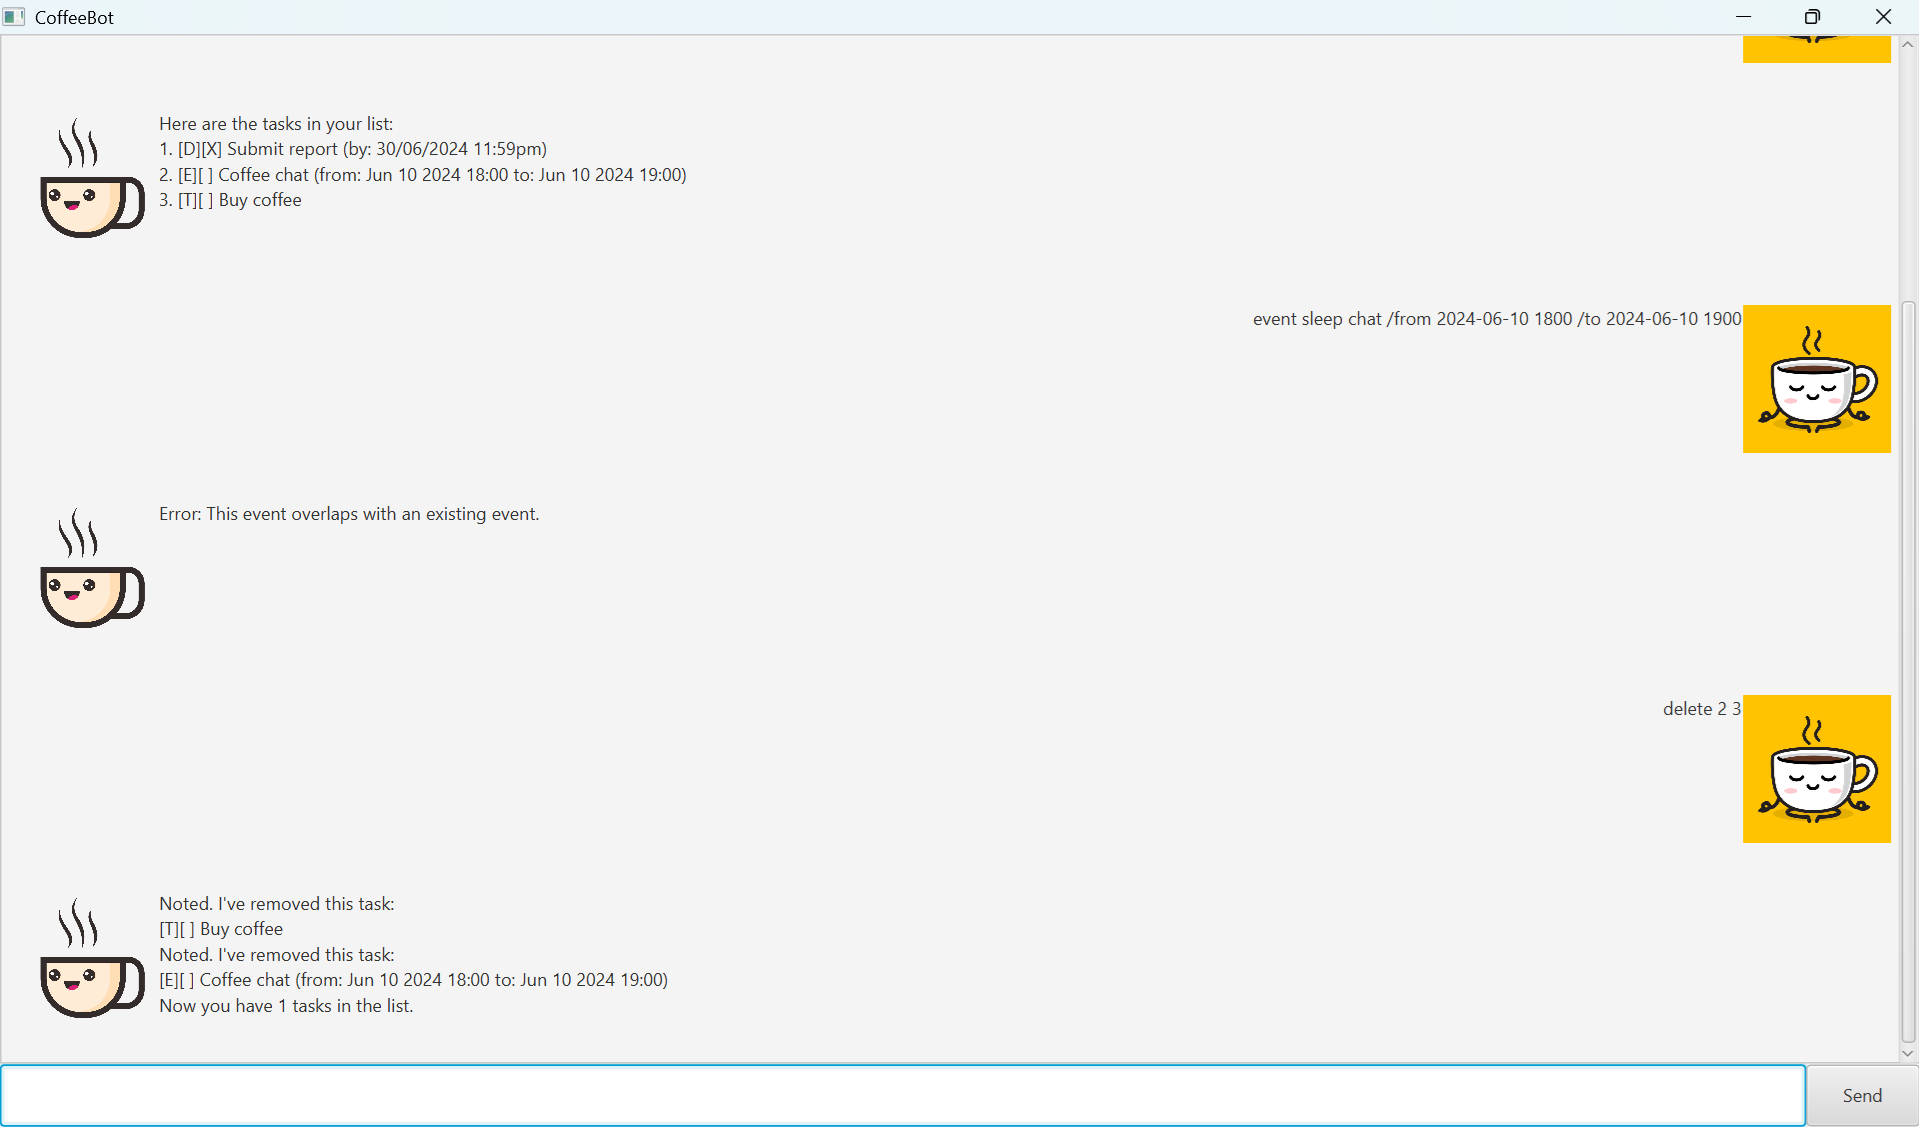 CoffeeBot
Here are the tasks in your list:
1. [D][X] Submit report (by: 30/06/2024 11:59pm)
2. [E][ ] Coffee chat (from: Jun 10 2024 18:00 to: Jun 10 2024 19:00)
3. [T][ ] Buy coffee
event sleep chat /from 2024-06-10 1800 /to 2024-06-10 1900
Error: This event overlaps with an existing event.
delete 2 3
Noted. I've removed this task:
[T][ ] Buy coffee
Noted. I've removed this task:
[E][ ] Coffee chat (from: Jun 10 2024 18:00 to: Jun 10 2024 19:00)
Now you have 1 tasks in the list.
Send